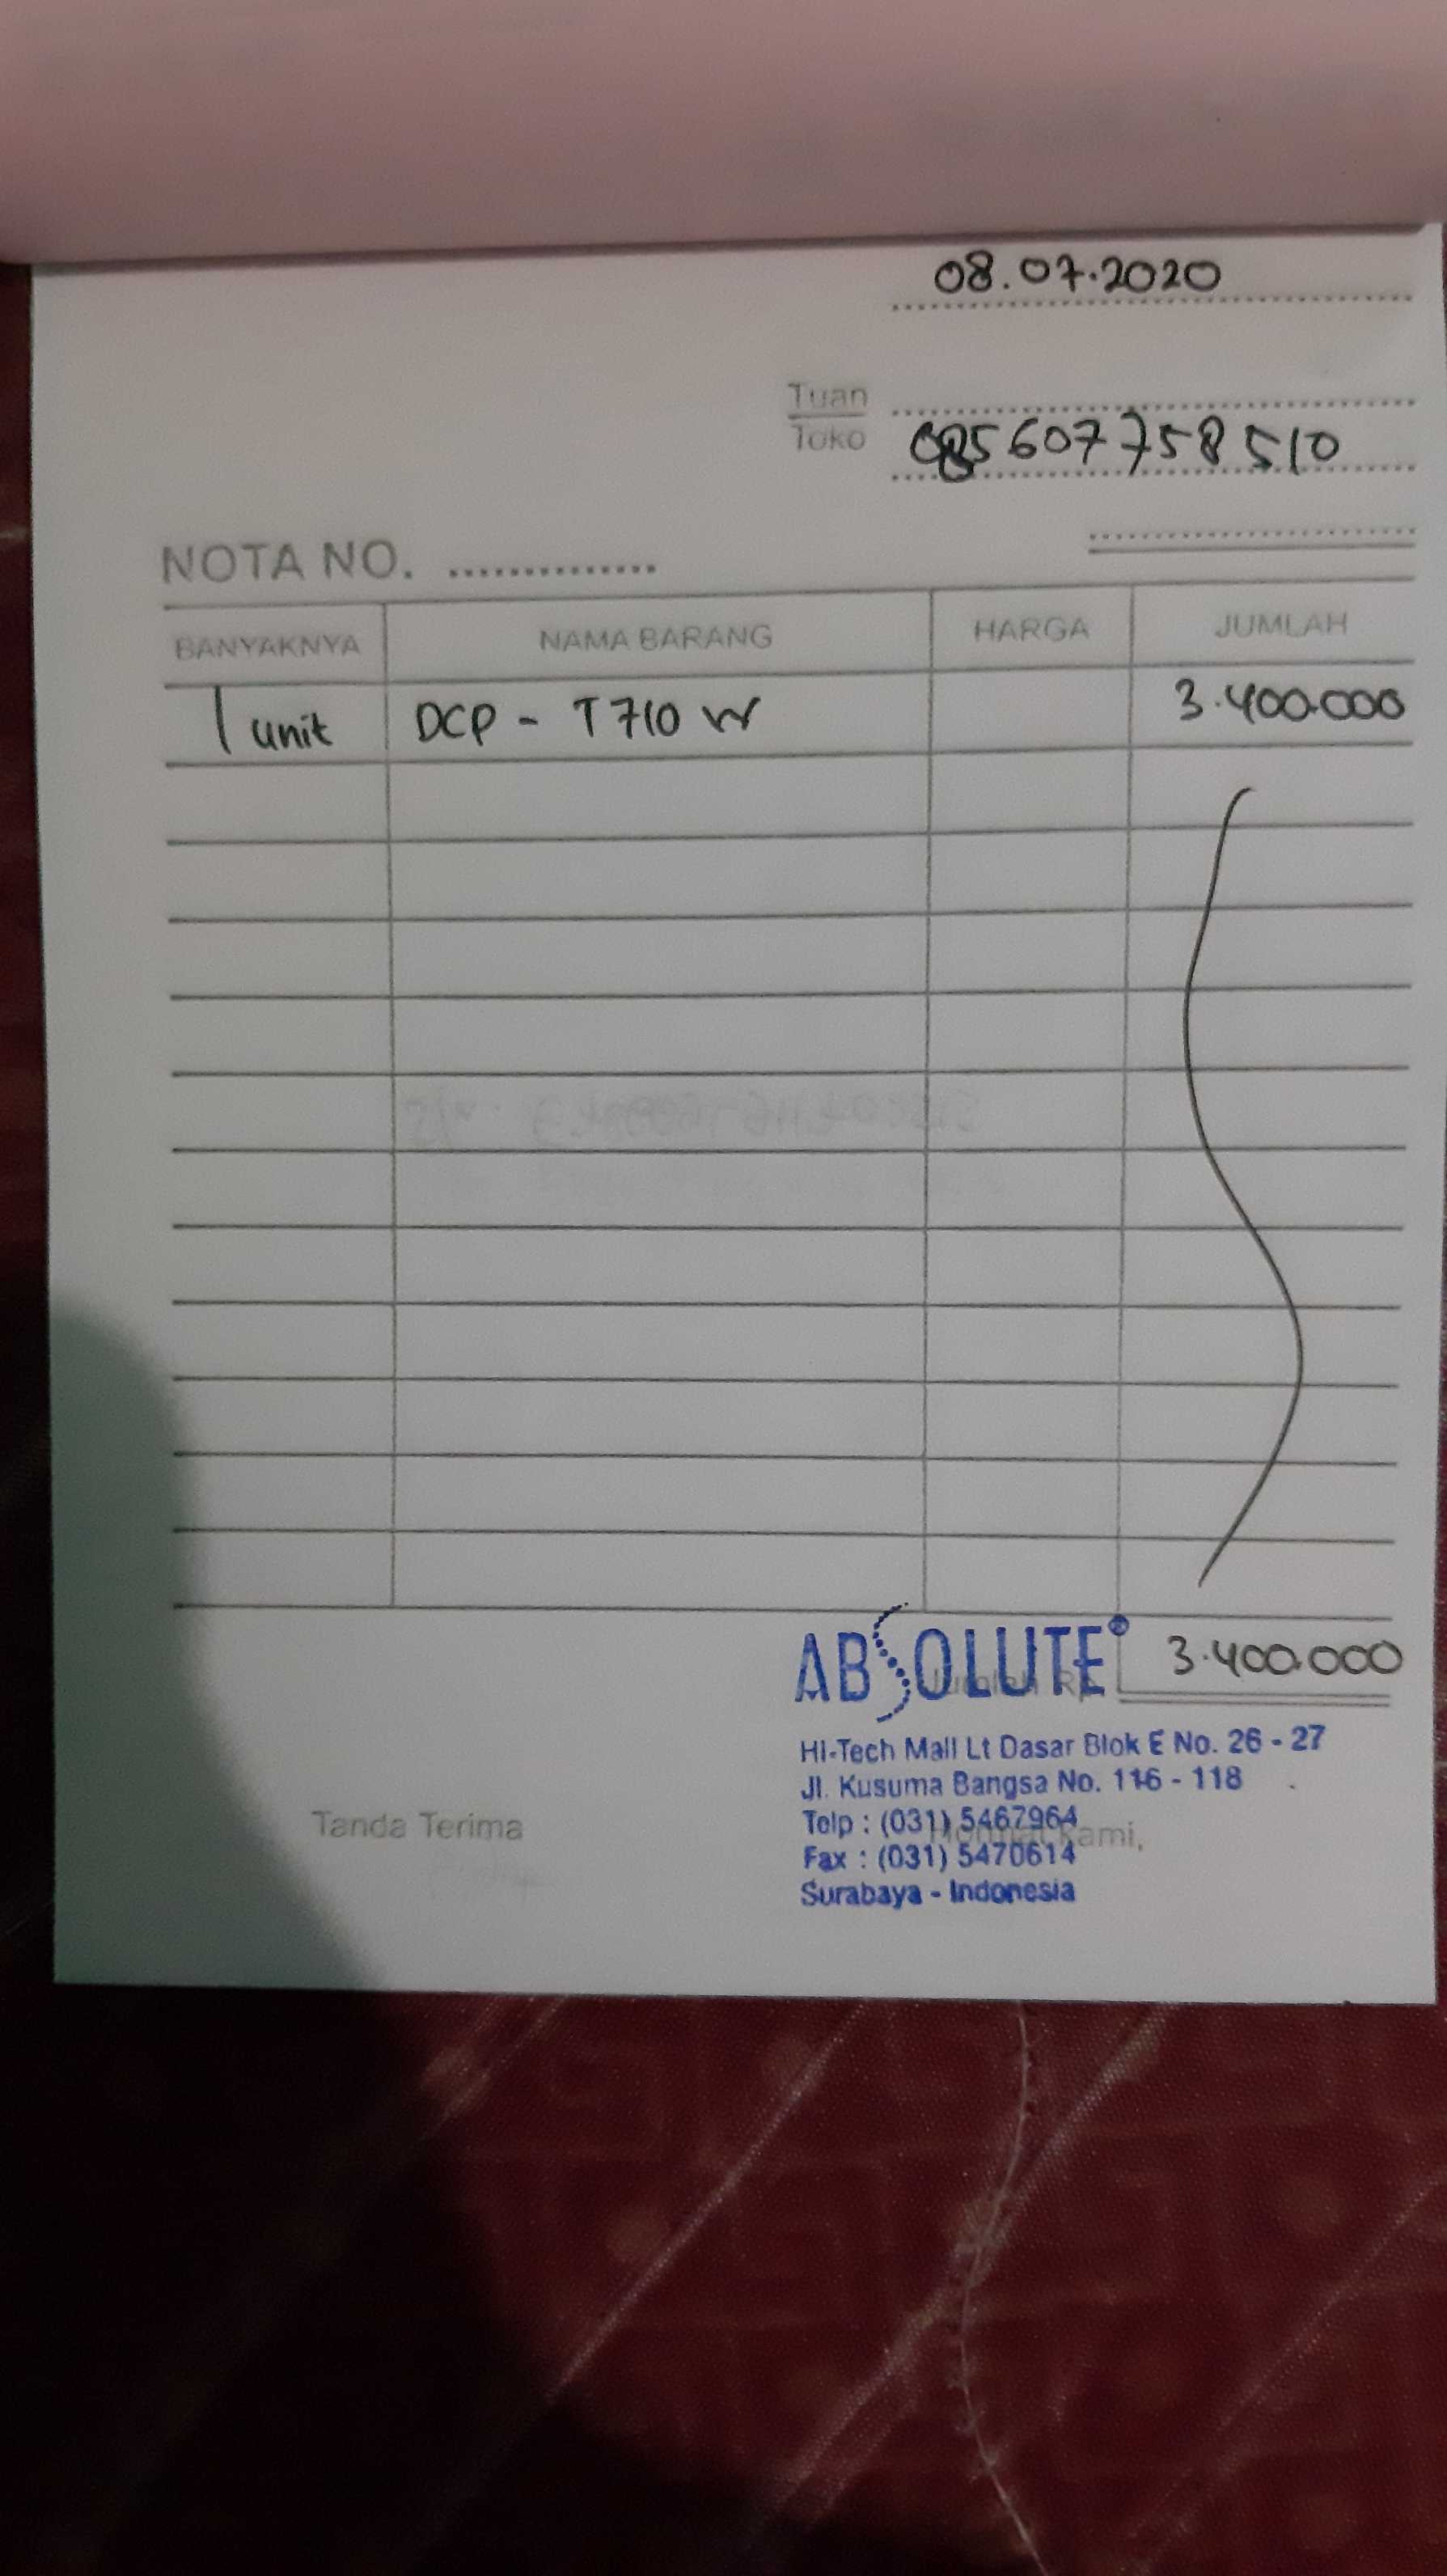 08.07.2020
Tuan
Toko 085607758510
NOTA NO. ..............
BANYAKNYA NAMA BARANG HARGA JUMLAH
1 unit DCP - T710 W 3.400.000
ABSOLUTE 3.400.000
Jumlah Rp.
Hi-Tech Mall Lt Dasar Blok E No. 26 - 27
Jl. Kusuma Bangsa No. 116 - 118
Telp : (031) 5467964
Tanda Terima Hormat kami,
Fax : (031) 5470614
Surabaya - Indonesia